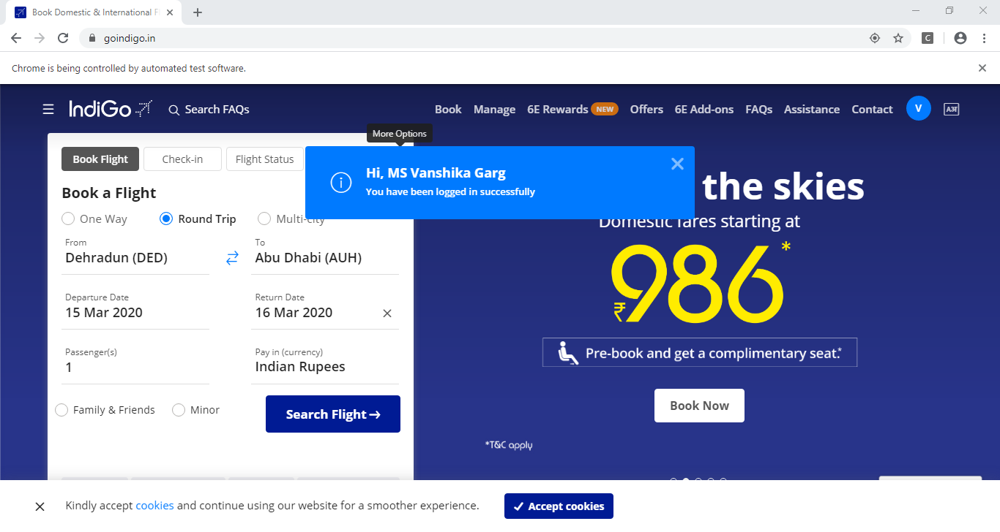 Book Domestic & International Fl
goindigo.in
C
Chrome is being controlled by automated test software.
IndiGo
Search FAQs
Book
Manage
6E Rewards NEW
Offers
6E Add-ons
FAQs
Assistance
Contact
V
More Options
Book Flight
Check-in
Flight Status
Hi, MS Vanshika Garg
You have been logged in successfully
the skies
Domestic fares starting at
₹986*
Pre-book and get a complimentary seat.*
Book Now
*T&C apply
Book a Flight
One Way
Round Trip
Multi-city
From
Dehradun (DED)
To
Abu Dhabi (AUH)
Departure Date
15 Mar 2020
Return Date
16 Mar 2020
Passenger(s)
1
Pay in (currency)
Indian Rupees
Family & Friends
Minor
Search Flight →
Kindly accept cookies and continue using our website for a smoother experience.
Accept cookies